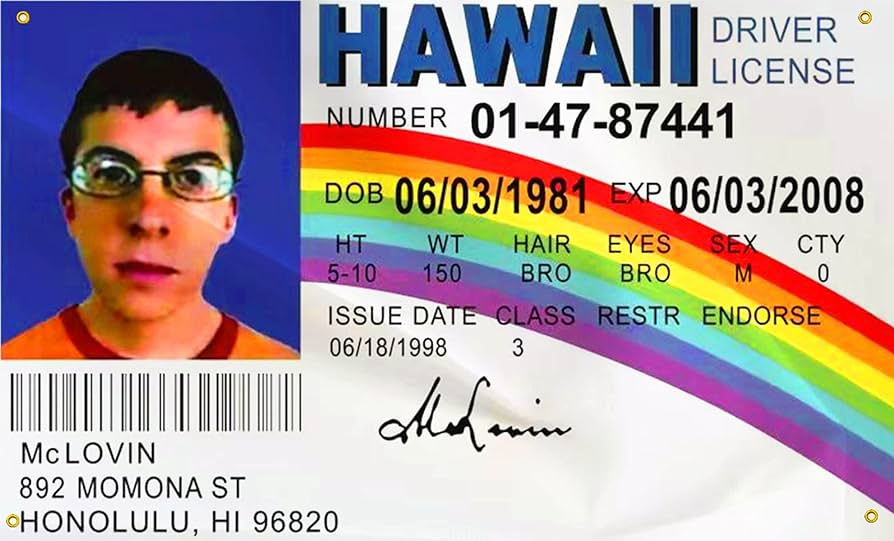 HAWAII DRIVER LICENSE
NUMBER 01-47-87441
DOB 06/03/1981 EXP 06/03/2008
HT WT HAIR EYES SEX CTY
5-10 150 BRO BRO M 0
ISSUE DATE CLASS RESTR ENDORSE
06/18/1998 3
McLovin
McLOVIN
892 MOMONA ST
HONOLULU, HI 96820